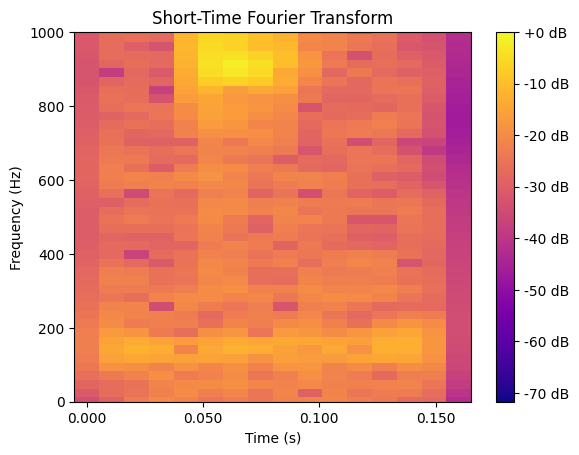 Short-Time Fourier Transform
Frequency (Hz)
1000
800
600
400
200
0
0.000
0.050
0.100
0.150
Time (s)
+0 dB
-10 dB
-20 dB
-30 dB
-40 dB
-50 dB
-60 dB
-70 dB